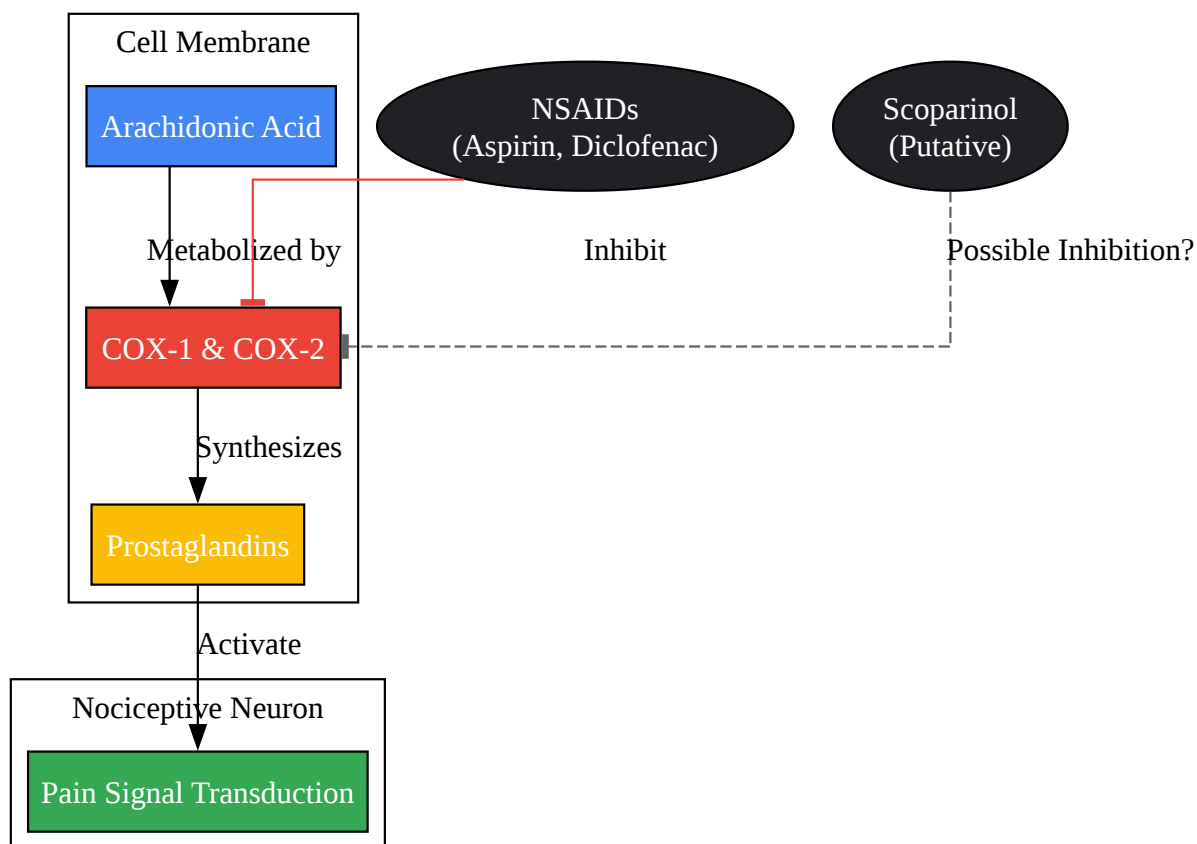 Cell Membrane
Arachidonic Acid
NSAIDs
(Aspirin, Diclofenac)
Scoparinol
(Putative)
Metabolized by
Inhibit
Possible Inhibition?
COX-1 & COX-2
Synthesizes
Prostaglandins
Activate
Nociceptive Neuron
Pain Signal Transduction